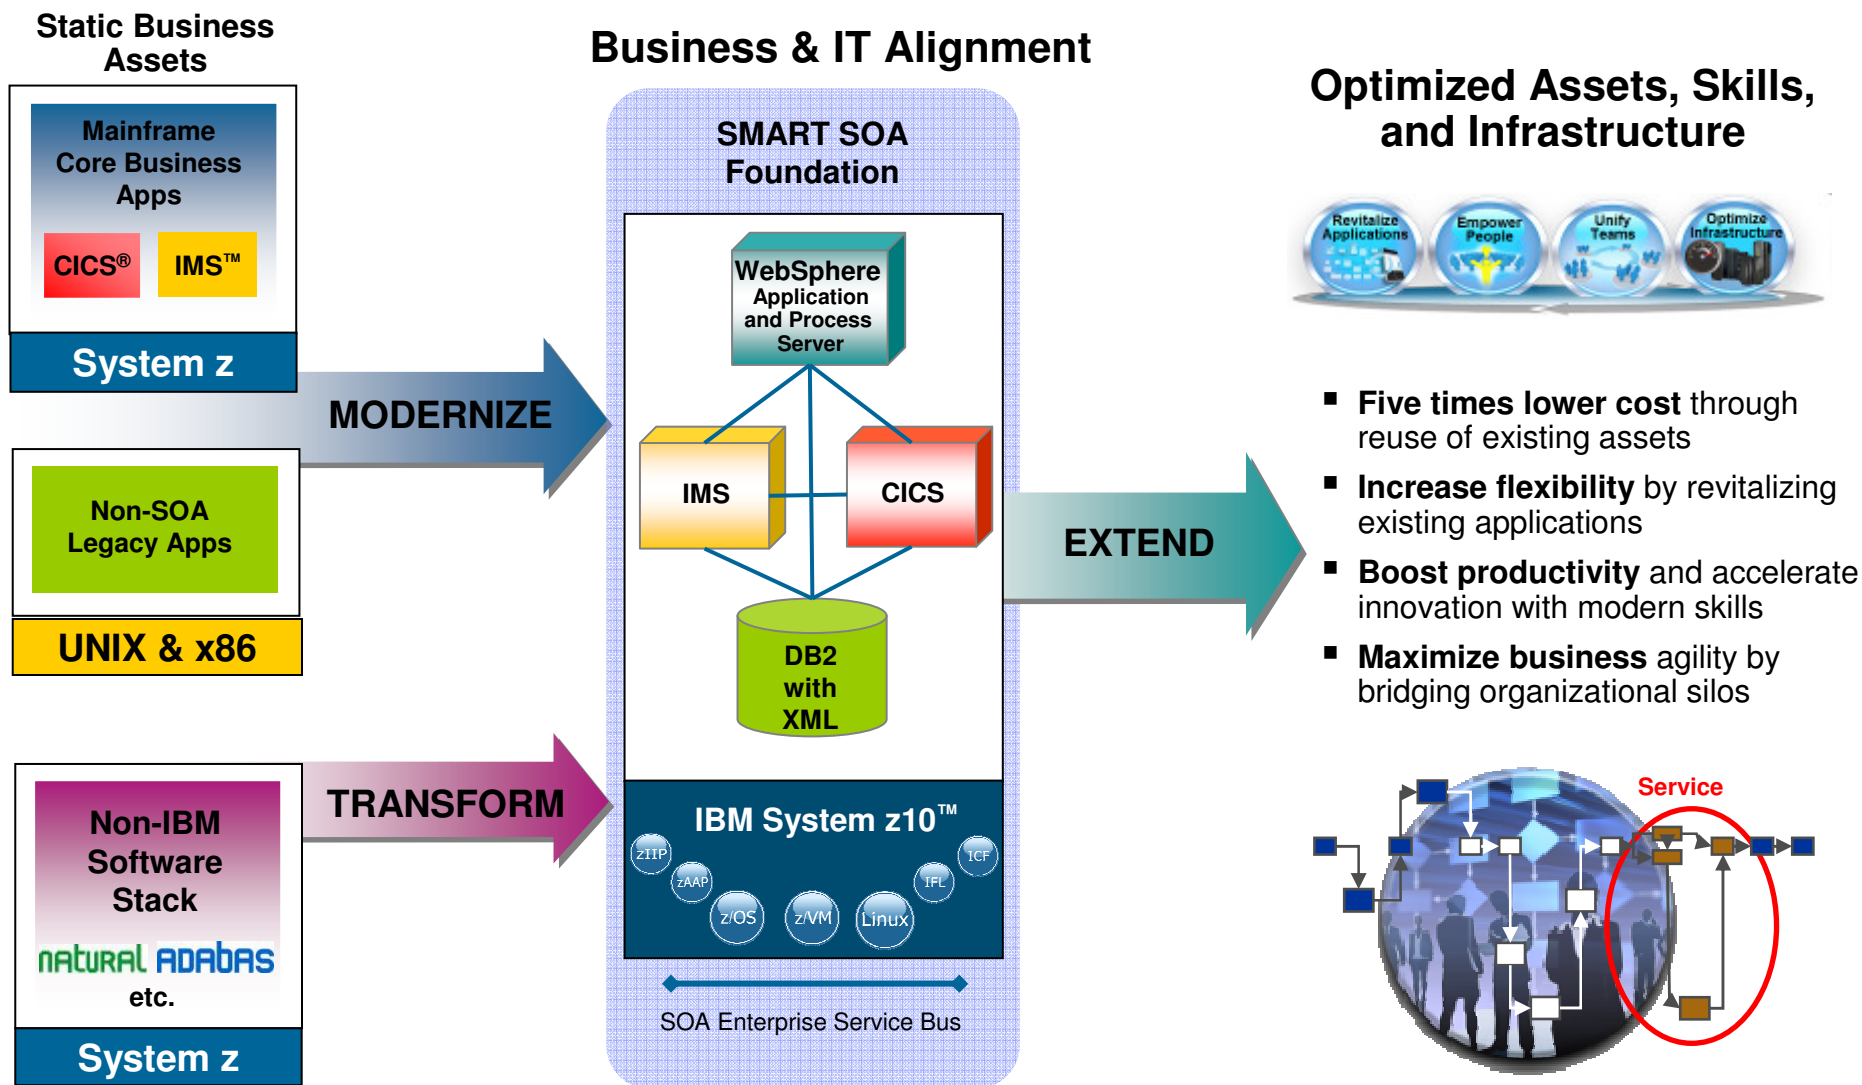 Static Business
Assets
Mainframe
Core Business
Apps
CICS®
IMS™
System z
Non-SOA
Legacy Apps
UNIX & x86
Non-IBM
Software
Stack
natural ADABAS
etc.
System z
MODERNIZE
TRANSFORM
Business & IT Alignment
SMART SOA
Foundation
WebSphere
Application
and Process
Server
IMS
CICS
DB2
with
XML
IBM System z10™
zIIP
zAAP
z/OS
z/VM
Linux
IFL
ICF
SOA Enterprise Service Bus
EXTEND
Optimized Assets, Skills,
and Infrastructure
Revitalize
Applications
Empower
People
Unify
Teams
Optimize
Infrastructure
▪ Five times lower cost through
reuse of existing assets
▪ Increase flexibility by revitalizing
existing applications
▪ Boost productivity and accelerate
innovation with modern skills
▪ Maximize business agility by
bridging organizational silos
Service